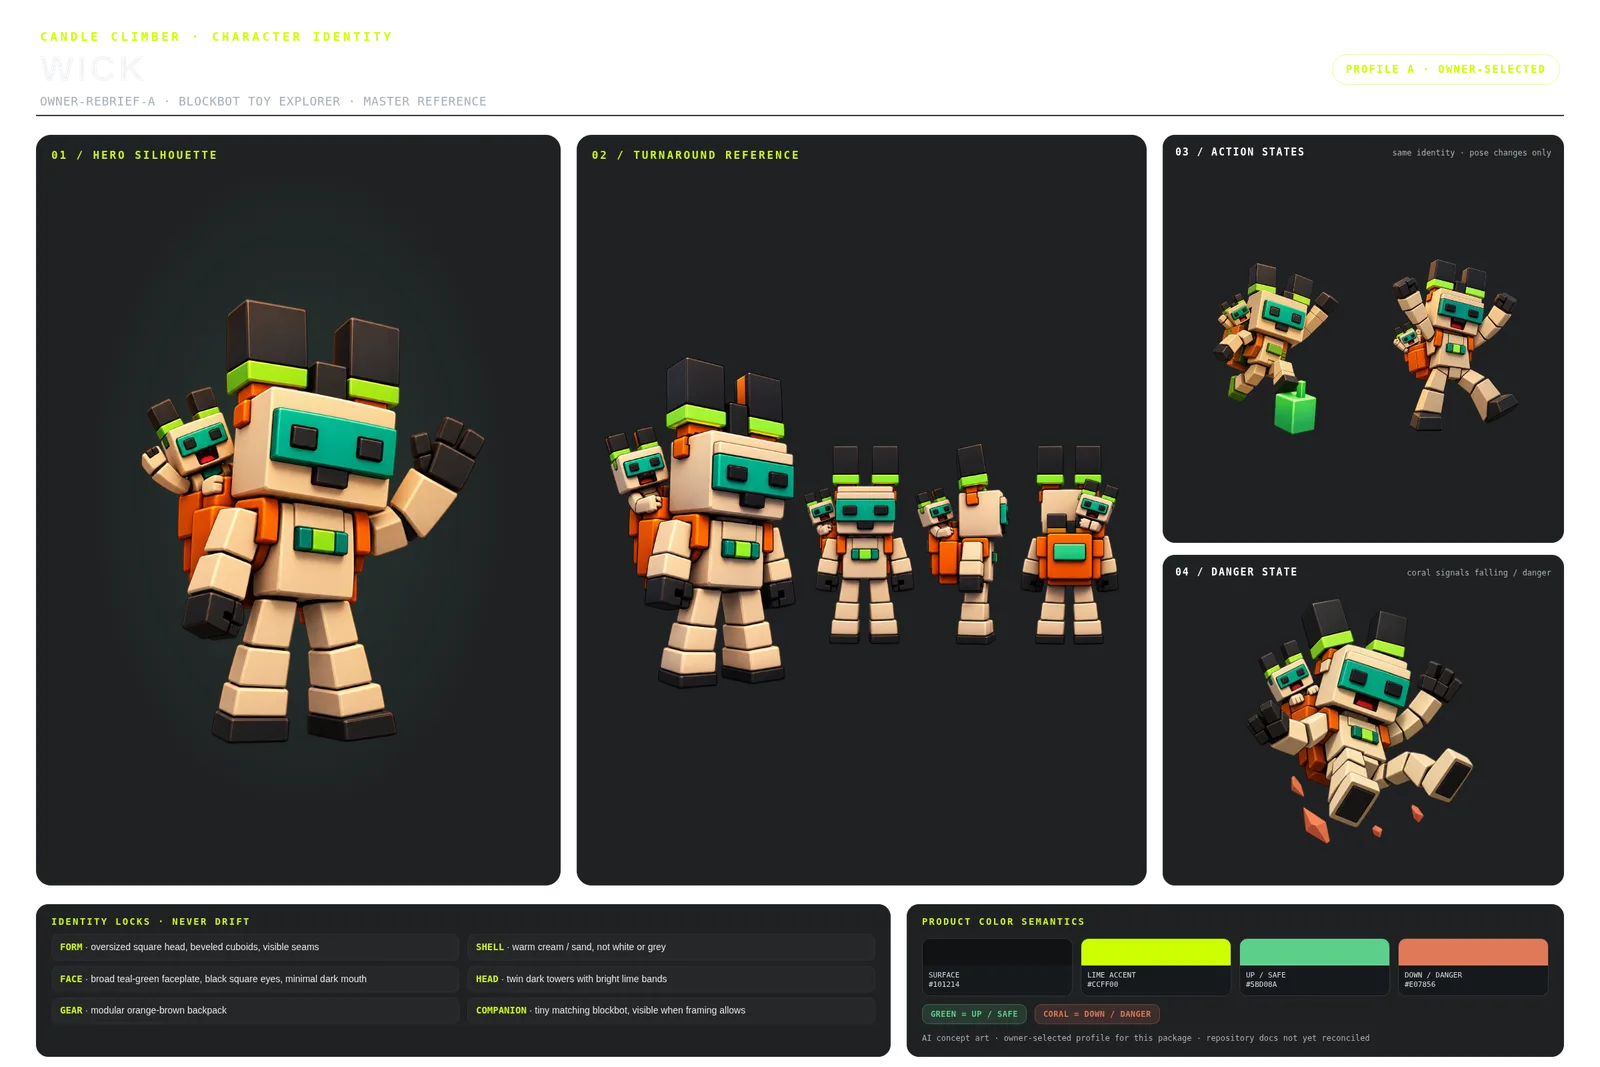 CANDLE CLIMBER · CHARACTER IDENTITY
WICK
OWNER-REBRIEF-A · BLOCKBOT TOY EXPLORER · MASTER REFERENCE
PROFILE A · OWNER-SELECTED
01 / HERO SILHOUETTE
02 / TURNAROUND REFERENCE
03 / ACTION STATES
same identity · pose changes only
04 / DANGER STATE
coral signals falling / danger
IDENTITY LOCKS · NEVER DRIFT
FORM · oversized square head, beveled cuboids, visible seams
SHELL · warm cream / sand, not white or grey
FACE · broad teal-green faceplate, black square eyes, minimal dark mouth
HEAD · twin dark towers with bright lime bands
GEAR · modular orange-brown backpack
COMPANION · tiny matching blockbot, visible when framing allows
PRODUCT COLOR SEMANTICS
SURFACE
#101214
LIME ACCENT
#CCFF00
UP / SAFE
#5BD08A
DOWN / DANGER
#E07856
GREEN = UP / SAFE
CORAL = DOWN / DANGER
AI concept art · owner-selected profile for this package · repository docs not yet reconciled